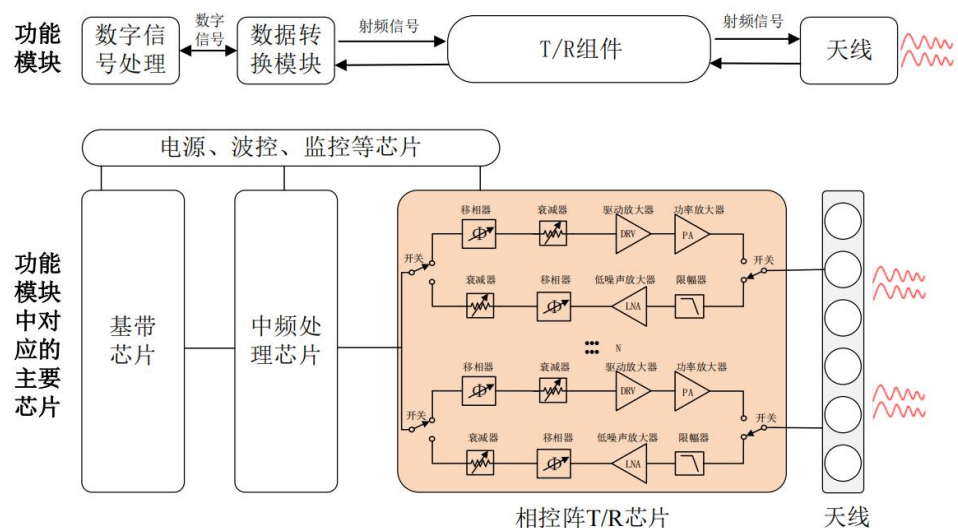 功能
模块
数字信
号处理
数字
信号
数据转
换模块
射频信号
T/R组件
射频信号
天线
电源、波控、监控等芯片
功能
模块
中对
应的
主要
芯片
基带
芯片
中频处
理芯片
移相器
衰减器
驱动放大器
功率放大器
Φ
DRV
PA
开关
开关
衰减器
移相器
低噪声放大器
限幅器
Φ
LNA
N
移相器
衰减器
驱动放大器
功率放大器
Φ
DRV
PA
开关
开关
衰减器
移相器
低噪声放大器
限幅器
Φ
LNA
相控阵T/R芯片
天线